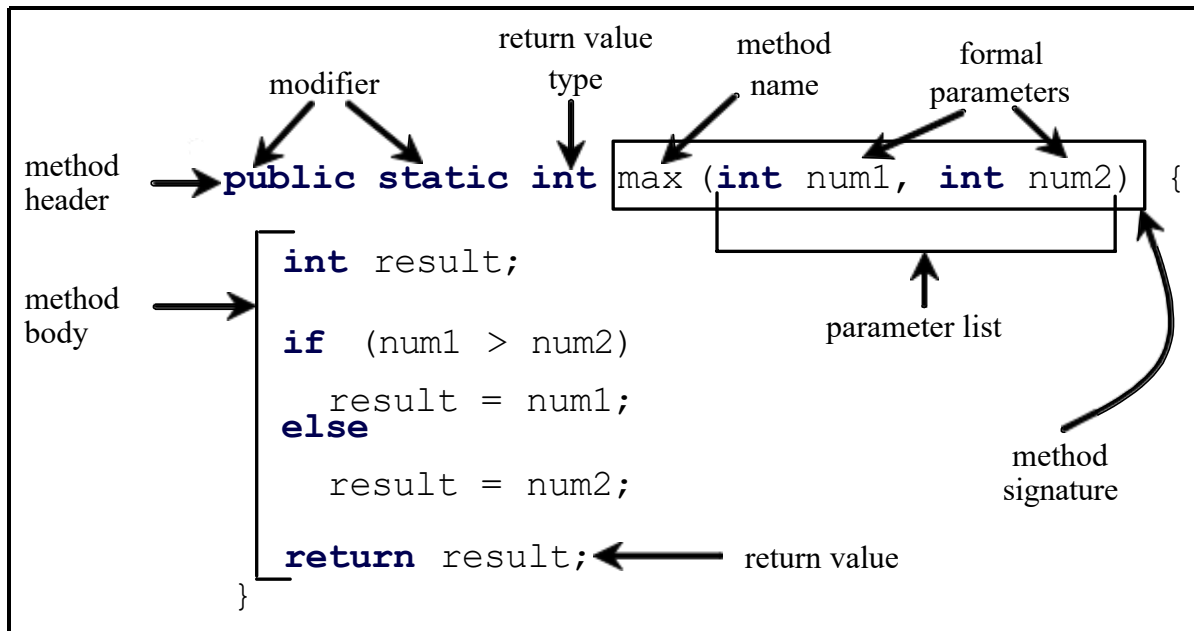 return value
type
method
name
formal
parameters
modifier
method
header
public static int max (int num1, int num2) {
int result;
method
body
parameter list
if (num1 > num2)
result = num1;
else
result = num2;
method
signature
return result;
return value
}